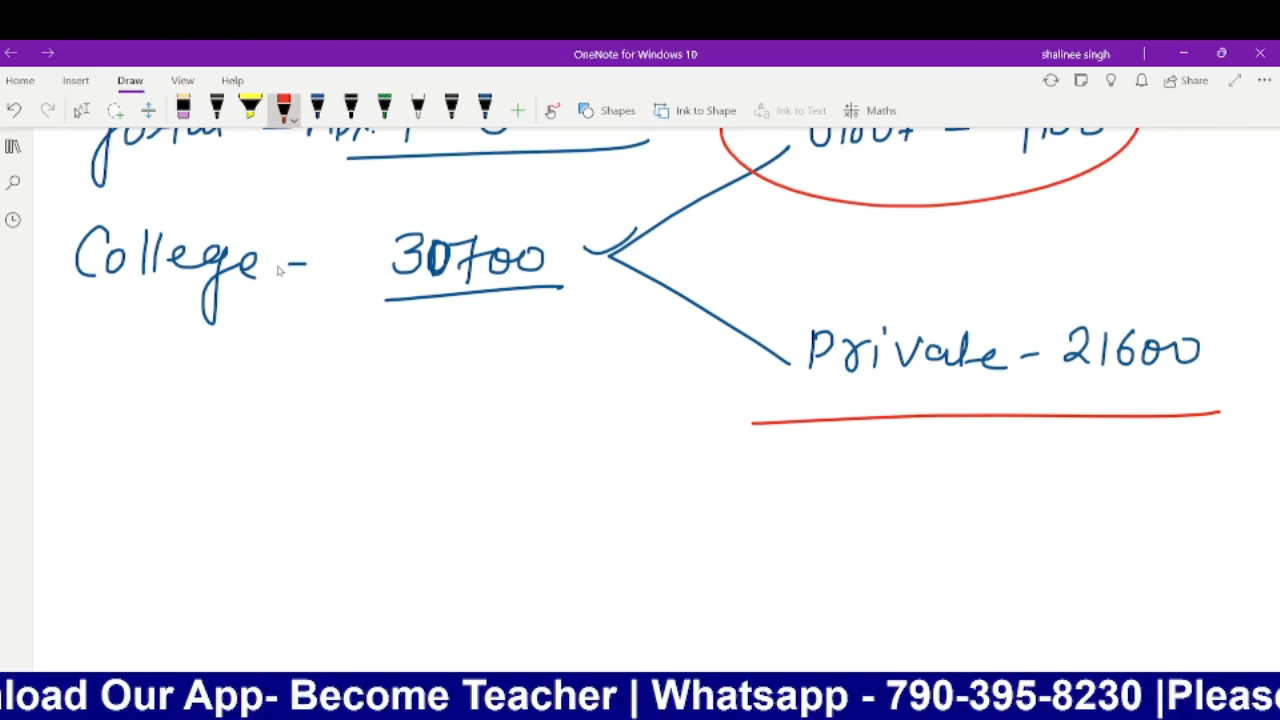 OneNote for Windows 10
shalinee singh
Home Insert Draw View Help
Share
Shapes Ink to Shape Ink to Text Maths
College - 30700
Private - 21600
nload Our App- Become Teacher | Whatsapp - 790-395-8230 |Please